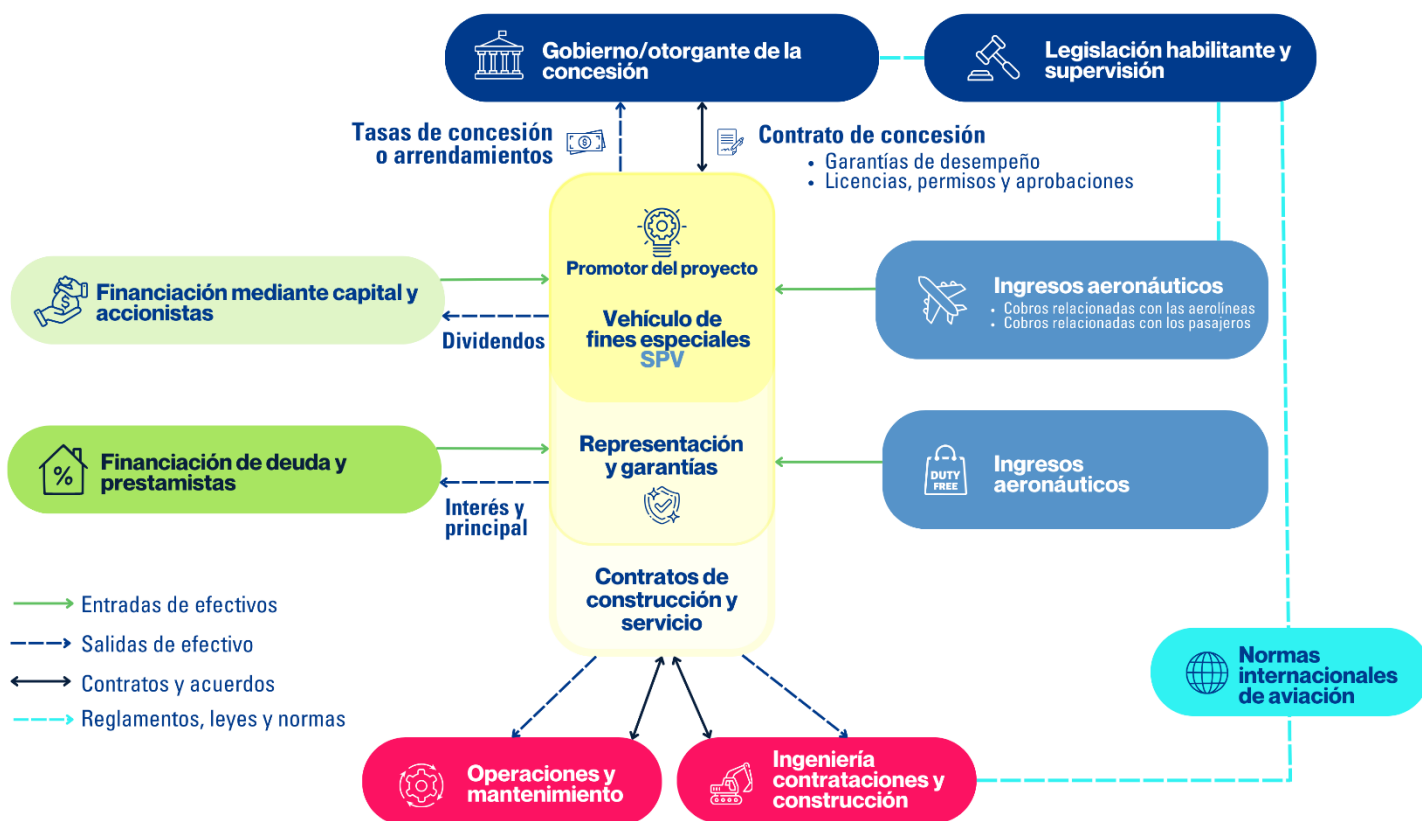 Gobierno/otorgante de la
concesión
Legislación habilitante y
supervisión
Tasas de concesión
o arrendamientos
Contrato de concesión
• Garantías de desempeño
• Licencias, permisos y aprobaciones
Promotor del proyecto
Vehículo de
fines especiales
SPV
Financiación mediante capital y
accionistas
Dividendos
Ingresos aeronáuticos
• Cobros relacionadas con las aerolíneas
• Cobros relacionadas con los pasajeros
Financiación de deuda y
prestamistas
Interés y
principal
Representación
y garantías
DUTY
FREE
Ingresos
aeronáuticos
Contratos de
construcción y
servicio
Entradas de efectivos
Salidas de efectivo
Contratos y acuerdos
Reglamentos, leyes y normas
Normas
internacionales
de aviación
Operaciones y
mantenimiento
Ingeniería
contrataciones y
construcción